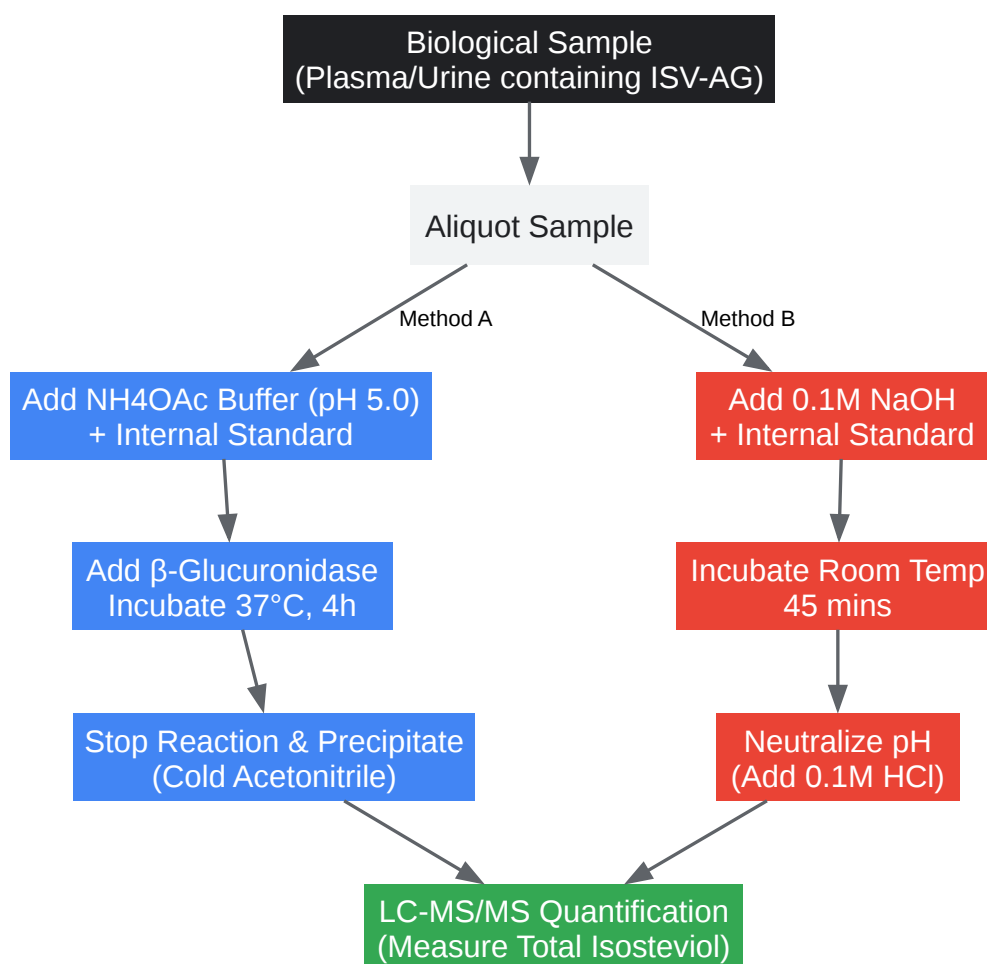 Biological Sample
(Plasma/Urine containing ISV-AG)
Aliquot Sample
Method A
Method B
Add NH4OAc Buffer (pH 5.0)
+ Internal Standard
Add 0.1M NaOH
+ Internal Standard
Add β-Glucuronidase
Incubate 37°C, 4h
Incubate Room Temp
45 mins
Stop Reaction & Precipitate
(Cold Acetonitrile)
Neutralize pH
(Add 0.1M HCl)
LC-MS/MS Quantification
(Measure Total Isosteviol)